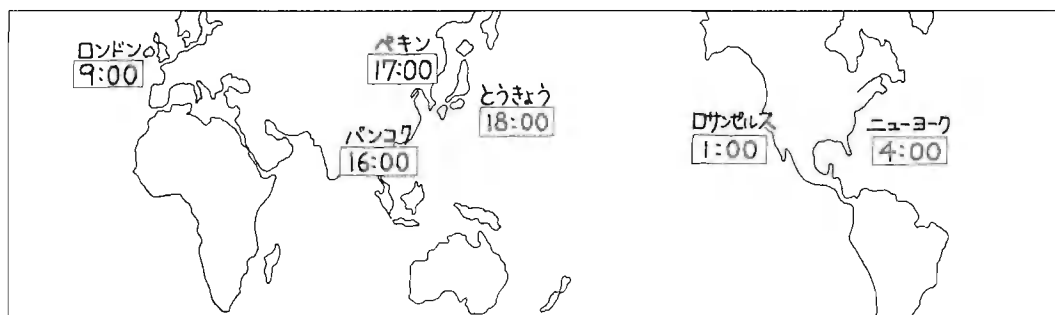 ロンドン
9:00
ペキン
17:00
とうきょう
18:00
バンコク
16:00
ロサンゼルス
1:00
ニューヨーク
4:00